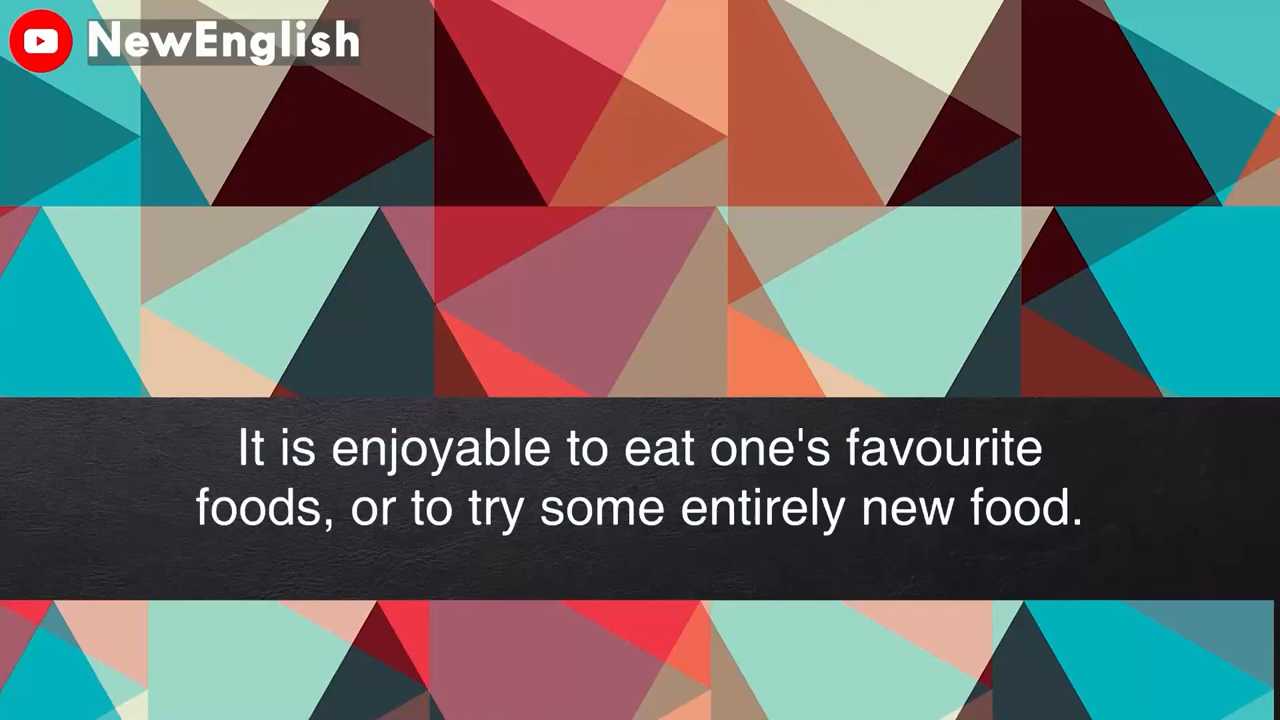 NewEnglish
It is enjoyable to eat one's favourite
foods, or to try some entirely new food.